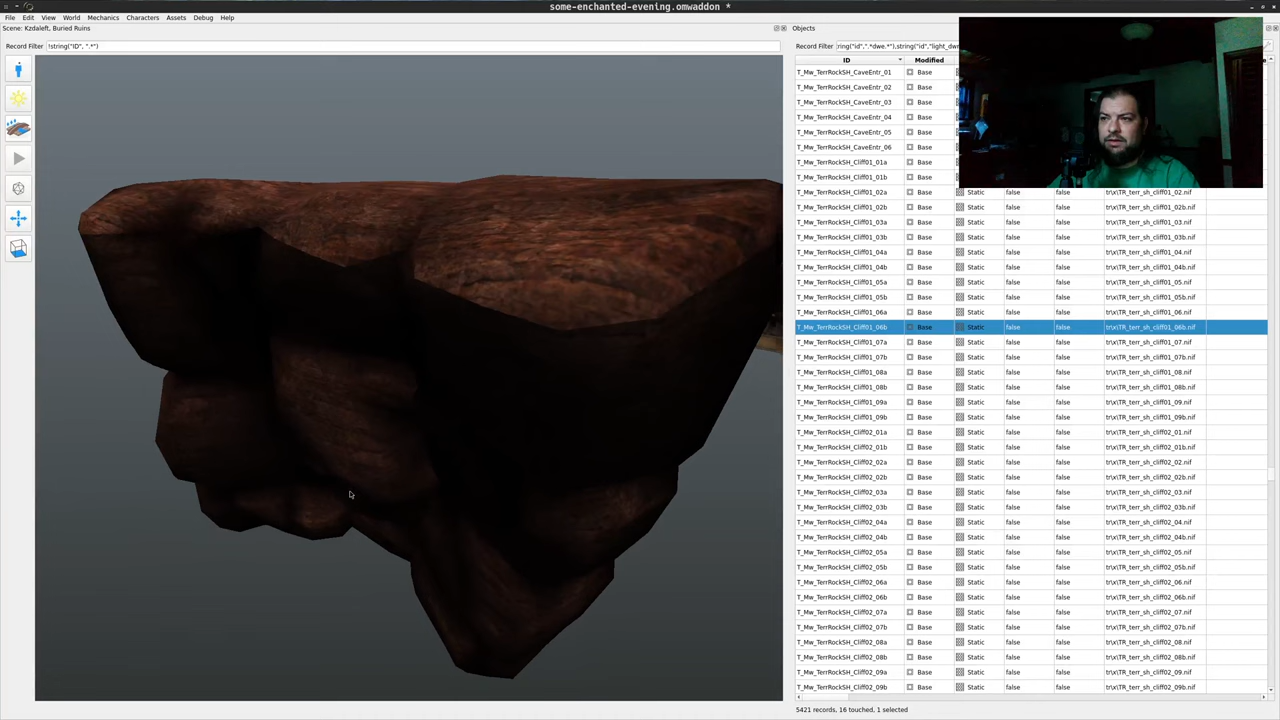 some-enchanted-evening.omwaddon *
File Edit View World Mechanics Characters Assets Debug Help
Scene: Kzdaleft, Buried Ruins
Objects
Record Filter !string("ID", ".*")
Record Filter ring("id",".*dwe.*"),string("id","light_dwr
ID Modified
T_Mw_TerrRockSH_CaveEntr_01 Base
T_Mw_TerrRockSH_CaveEntr_02 Base
T_Mw_TerrRockSH_CaveEntr_03 Base
T_Mw_TerrRockSH_CaveEntr_04 Base
T_Mw_TerrRockSH_CaveEntr_05 Base
T_Mw_TerrRockSH_CaveEntr_06 Base
T_Mw_TerrRockSH_Cliff01_01a Base
T_Mw_TerrRockSH_Cliff01_01b Base
T_Mw_TerrRockSH_Cliff01_02a Base Static false false tr\x\TR_terr_sh_cliff01_02.nif
T_Mw_TerrRockSH_Cliff01_02b Base Static false false tr\x\TR_terr_sh_cliff01_02b.nif
T_Mw_TerrRockSH_Cliff01_03a Base Static false false tr\x\TR_terr_sh_cliff01_03.nif
T_Mw_TerrRockSH_Cliff01_03b Base Static false false tr\x\TR_terr_sh_cliff01_03b.nif
T_Mw_TerrRockSH_Cliff01_04a Base Static false false tr\x\TR_terr_sh_cliff01_04.nif
T_Mw_TerrRockSH_Cliff01_04b Base Static false false tr\x\TR_terr_sh_cliff01_04b.nif
T_Mw_TerrRockSH_Cliff01_05a Base Static false false tr\x\TR_terr_sh_cliff01_05.nif
T_Mw_TerrRockSH_Cliff01_05b Base Static false false tr\x\TR_terr_sh_cliff01_05b.nif
T_Mw_TerrRockSH_Cliff01_06a Base Static false false tr\x\TR_terr_sh_cliff01_06.nif
T_Mw_TerrRockSH_Cliff01_06b Base Static false false tr\x\TR_terr_sh_cliff01_06b.nif
T_Mw_TerrRockSH_Cliff01_07a Base Static false false tr\x\TR_terr_sh_cliff01_07.nif
T_Mw_TerrRockSH_Cliff01_07b Base Static false false tr\x\TR_terr_sh_cliff01_07b.nif
T_Mw_TerrRockSH_Cliff01_08a Base Static false false tr\x\TR_terr_sh_cliff01_08.nif
T_Mw_TerrRockSH_Cliff01_08b Base Static false false tr\x\TR_terr_sh_cliff01_08b.nif
T_Mw_TerrRockSH_Cliff01_09a Base Static false false tr\x\TR_terr_sh_cliff01_09.nif
T_Mw_TerrRockSH_Cliff01_09b Base Static false false tr\x\TR_terr_sh_cliff01_09b.nif
T_Mw_TerrRockSH_Cliff02_01a Base Static false false tr\x\TR_terr_sh_cliff02_01.nif
T_Mw_TerrRockSH_Cliff02_01b Base Static false false tr\x\TR_terr_sh_cliff02_01b.nif
T_Mw_TerrRockSH_Cliff02_02a Base Static false false tr\x\TR_terr_sh_cliff02_02.nif
T_Mw_TerrRockSH_Cliff02_02b Base Static false false tr\x\TR_terr_sh_cliff02_02b.nif
T_Mw_TerrRockSH_Cliff02_03a Base Static false false tr\x\TR_terr_sh_cliff02_03.nif
T_Mw_TerrRockSH_Cliff02_03b Base Static false false tr\x\TR_terr_sh_cliff02_03b.nif
T_Mw_TerrRockSH_Cliff02_04a Base Static false false tr\x\TR_terr_sh_cliff02_04.nif
T_Mw_TerrRockSH_Cliff02_04b Base Static false false tr\x\TR_terr_sh_cliff02_04b.nif
T_Mw_TerrRockSH_Cliff02_05a Base Static false false tr\x\TR_terr_sh_cliff02_05.nif
T_Mw_TerrRockSH_Cliff02_05b Base Static false false tr\x\TR_terr_sh_cliff02_05b.nif
T_Mw_TerrRockSH_Cliff02_06a Base Static false false tr\x\TR_terr_sh_cliff02_06.nif
T_Mw_TerrRockSH_Cliff02_06b Base Static false false tr\x\TR_terr_sh_cliff02_06b.nif
T_Mw_TerrRockSH_Cliff02_07a Base Static false false tr\x\TR_terr_sh_cliff02_07.nif
T_Mw_TerrRockSH_Cliff02_07b Base Static false false tr\x\TR_terr_sh_cliff02_07b.nif
T_Mw_TerrRockSH_Cliff02_08a Base Static false false tr\x\TR_terr_sh_cliff02_08.nif
T_Mw_TerrRockSH_Cliff02_08b Base Static false false tr\x\TR_terr_sh_cliff02_08b.nif
T_Mw_TerrRockSH_Cliff02_09a Base Static false false tr\x\TR_terr_sh_cliff02_09.nif
T_Mw_TerrRockSH_Cliff02_09b Base Static false false tr\x\TR_terr_sh_cliff02_09b.nif
5421 records, 16 touched, 1 selected